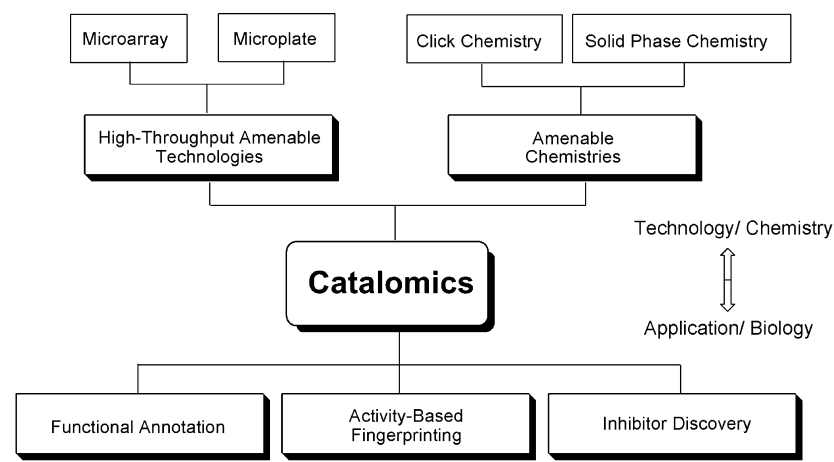 Microarray
Microplate
Click Chemistry
Solid Phase Chemistry
High-Throughput Amenable
Technologies
Amenable
Chemistries
Technology/ Chemistry
Catalomics
Application/ Biology
Functional Annotation
Activity-Based
Fingerprinting
Inhibitor Discovery